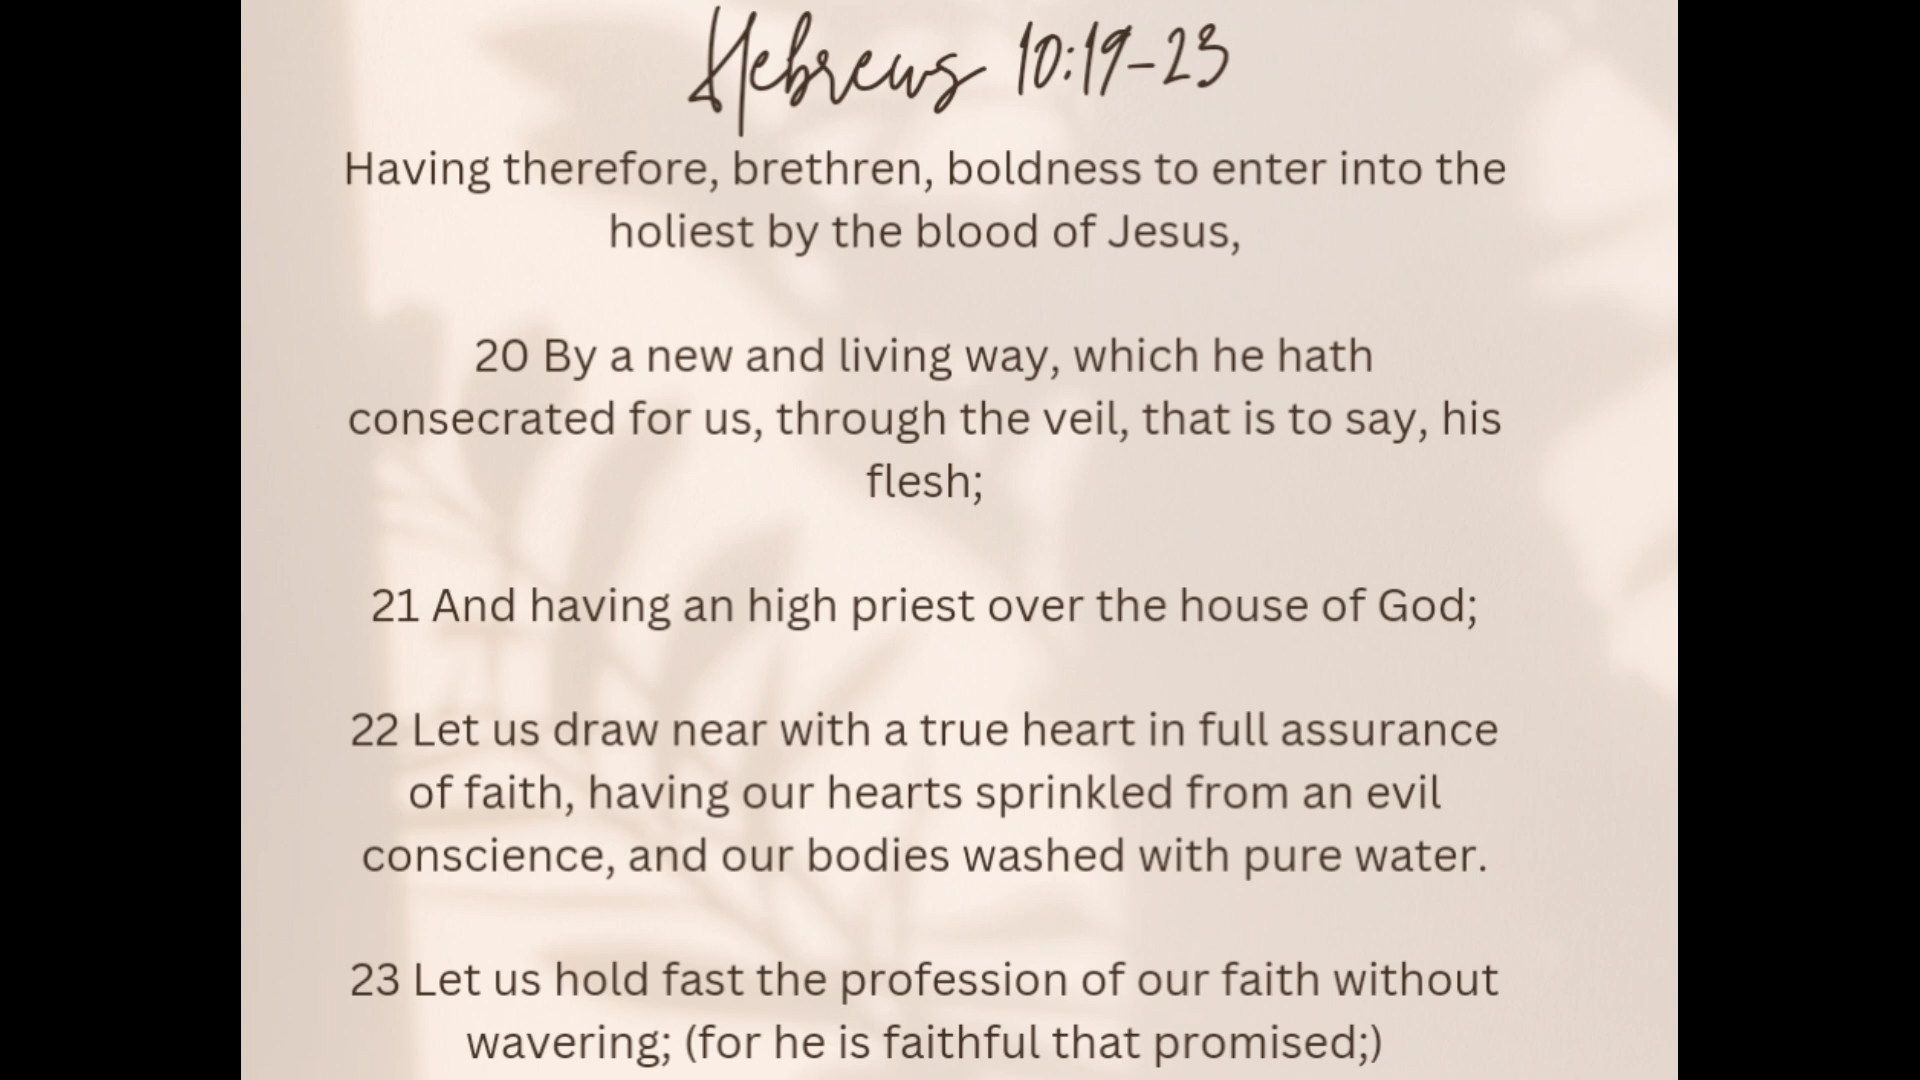 Hebrews 10:19-23
Having therefore, brethren, boldness to enter into the
holiest by the blood of Jesus,
20 By a new and living way, which he hath
consecrated for us, through the veil, that is to say, his
flesh;
21 And having an high priest over the house of God;
22 Let us draw near with a true heart in full assurance
of faith, having our hearts sprinkled from an evil
conscience, and our bodies washed with pure water.
23 Let us hold fast the profession of our faith without
wavering; (for he is faithful that promised;)